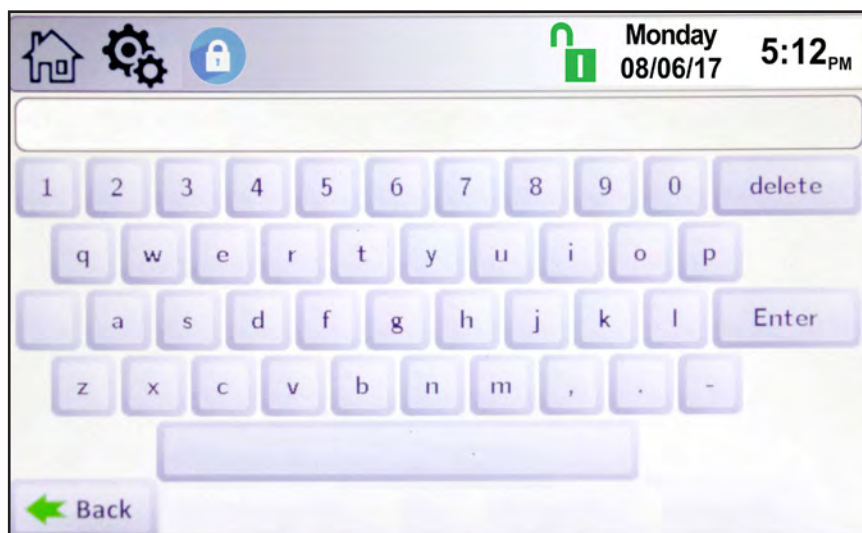 Monday
08/06/17
5:12PM
1 2 3 4 5 6 7 8 9 0 delete
q w e r t y u i o p
a s d f g h j k l Enter
z x c v b n m , . -
Back